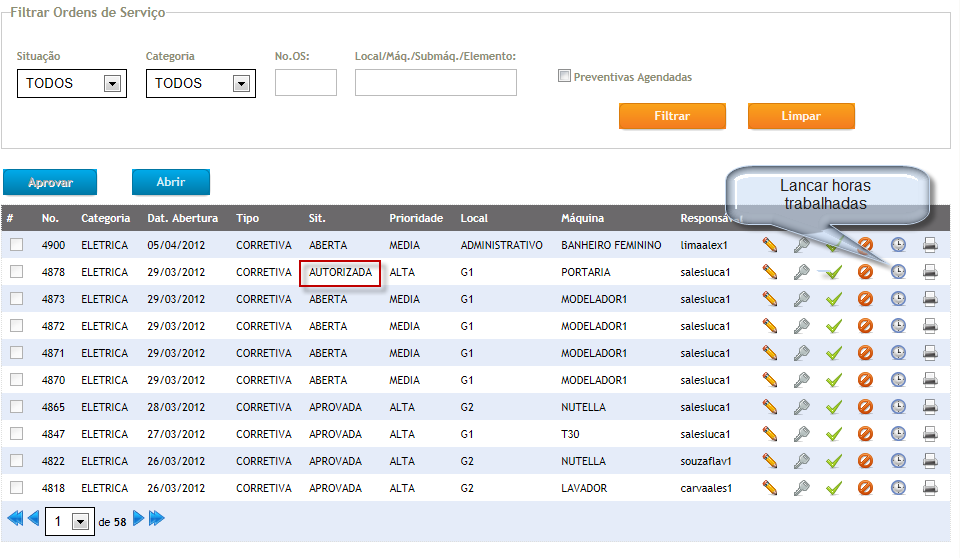 Filtrar Ordens de Serviço
Situação Categoria No.OS: Local/Máq./Submáq./Elemento:
TODOS TODOS Preventivas Agendadas
Filtrar Limpar
Aprovar Abrir
Lancar horas
trabalhadas
# No. Categoria Dat. Abertura Tipo Sit. Prioridade Local Máquina
4900 ELETRICA 05/04/2012 CORRETIVA ABERTA MEDIA ADMINISTRATIVO BANHEIRO FEMININO limaalex1
4878 ELETRICA 29/03/2012 CORRETIVA AUTORIZADA ALTA G1 PORTARIA salesluca1
4873 ELETRICA 29/03/2012 CORRETIVA ABERTA MEDIA G1 MODELADOR1 salesluca1
4872 ELETRICA 29/03/2012 CORRETIVA ABERTA MEDIA G1 MODELADOR1 salesluca1
4871 ELETRICA 29/03/2012 CORRETIVA ABERTA MEDIA G1 MODELADOR1 salesluca1
4870 ELETRICA 29/03/2012 CORRETIVA ABERTA MEDIA G1 MODELADOR1 salesluca1
4865 ELETRICA 28/03/2012 CORRETIVA APROVADA ALTA G2 NUTELLA salesluca1
4847 ELETRICA 27/03/2012 CORRETIVA APROVADA ALTA G1 T30 salesluca1
4822 ELETRICA 26/03/2012 CORRETIVA APROVADA ALTA G2 NUTELLA souzaflav1
4818 ELETRICA 26/03/2012 CORRETIVA APROVADA ALTA G2 LAVADOR carvaales1
1 de 58